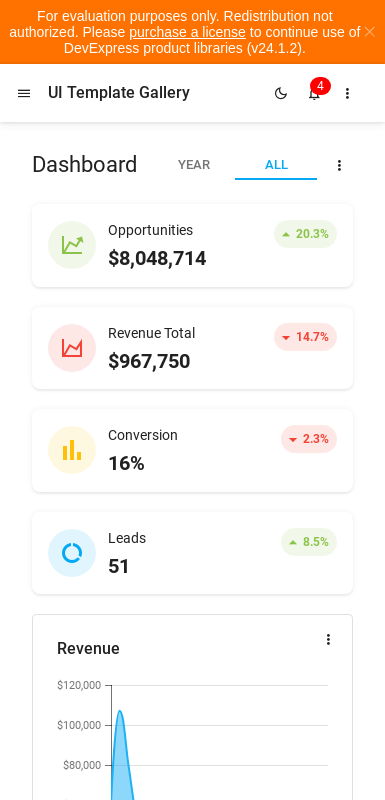 For evaluation purposes only. Redistribution not
authorized. Please purchase a license to continue use of
DevExpress product libraries (v24.1.2).
UI Template Gallery
4
Dashboard
YEAR
ALL
Opportunities
20.3%
$8,048,714
Revenue Total
14.7%
$967,750
Conversion
2.3%
16%
Leads
8.5%
51
Revenue
$120,000
$100,000
$80,000